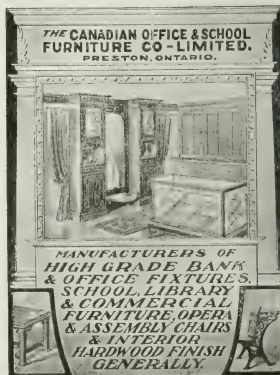 THE CANADIAN OFFICE & SCHOOL
FURNITURE CO-LIMITED.
PRESTON, ONTARIO.
MANUFACTURERS OF
HIGH GRADE BANK
& OFFICE FIXTURES,
SCHOOL, LIBRARY
& COMMERCIAL
FURNITURE, OPERA
& ASSEMBLY CHAIRS
& INTERIOR
HARDWOOD FINISH
GENERALLY.